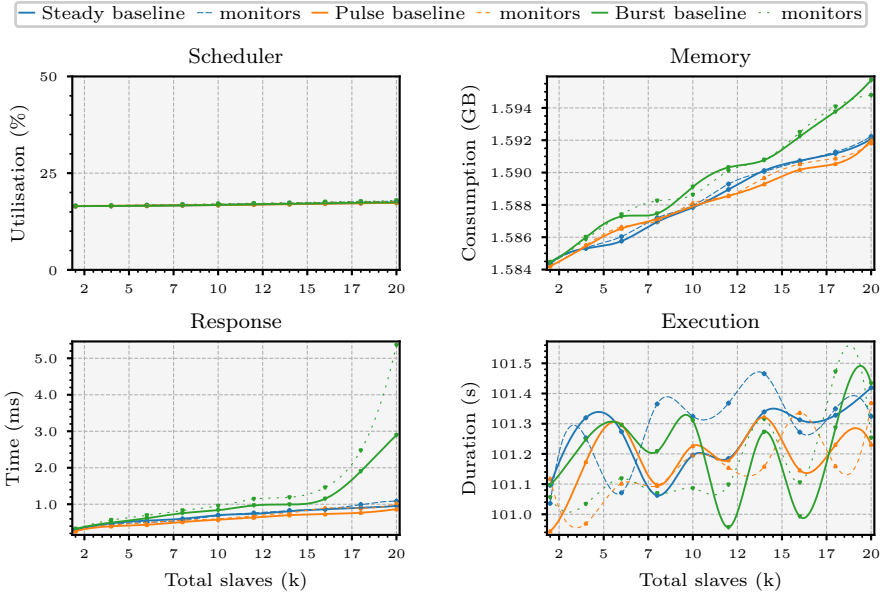 Steady baseline monitors Pulse baseline monitors Burst baseline monitors
Scheduler
Utilisation (%)
50
25
0
2 5 7 10 12 15 17 20
Memory
Consumption (GB)
1.594
1.592
1.590
1.588
1.586
1.584
2 5 7 10 12 15 17 20
Response
Time (ms)
5.0
4.0
3.0
2.0
1.0
2 5 7 10 12 15 17 20
Total slaves (k)
Execution
Duration (s)
101.5
101.4
101.3
101.2
101.1
101.0
2 5 7 10 12 15 17 20
Total slaves (k)